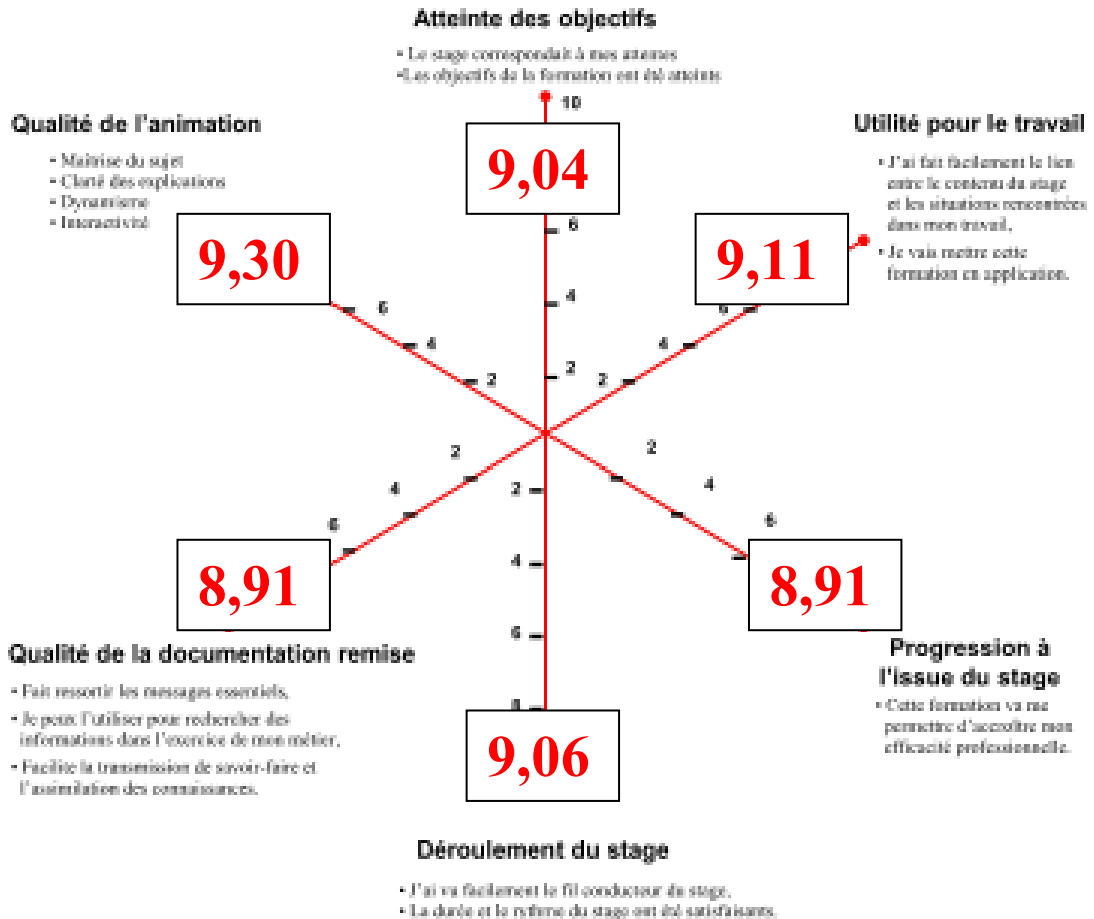 Atteinte des objectifs
• Le stage correspondait à mes attentes
•Les objectifs de la formation ont été atteints
10
Qualité de l'animation
• Maîtrise du sujet
• Clarté des explications
• Dynamisme
• Interactivité
Utilité pour le travail
• J'ai fait facilement le lien
entre le contenu du stage
et les situations rencontrées
dans mon travail.
• Je vais mettre cette
formation en application.
9,04
9,30
9,11
6
4
2
6
4
2
6
4
2
2
4
6
2
4
6
2
4
6
8
8,91
8,91
9,06
Qualité de la documentation remise
• Fait ressortir les messages essentiels,
• Je peux l'utiliser pour rechercher des
informations dans l'exercice de mon métier,
• Facilite la transmission de savoir-faire et
l'assimilation des connaissances.
Progression à
l'issue du stage
• Cette formation va me
permettre d'accroître mon
efficacité professionnelle.
Déroulement du stage
• J'ai vu facilement le fil conducteur du stage,
• La durée et le rythme du stage ont été satisfaisants.